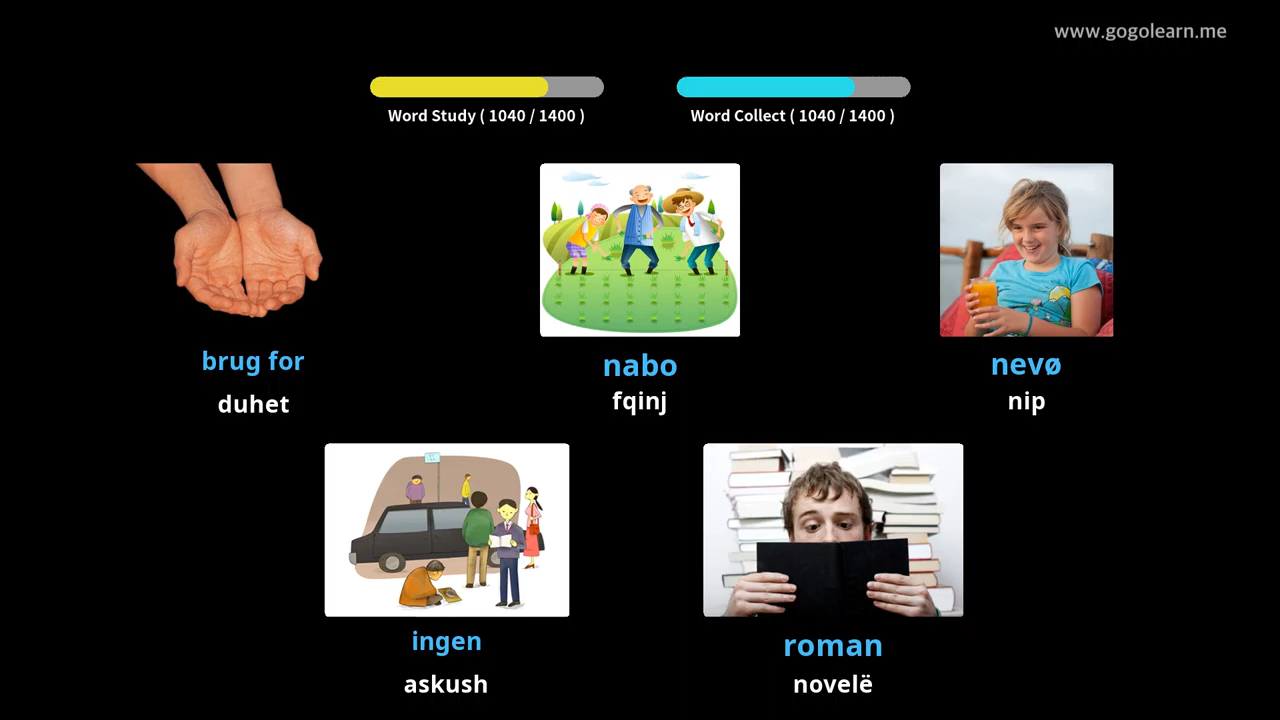 www.gogolearn.me
Word Study ( 1040 / 1400 )
Word Collect ( 1040 / 1400 )
brug for
duhet
nabo
fqinj
nevø
nip
ingen
askush
roman
novelë